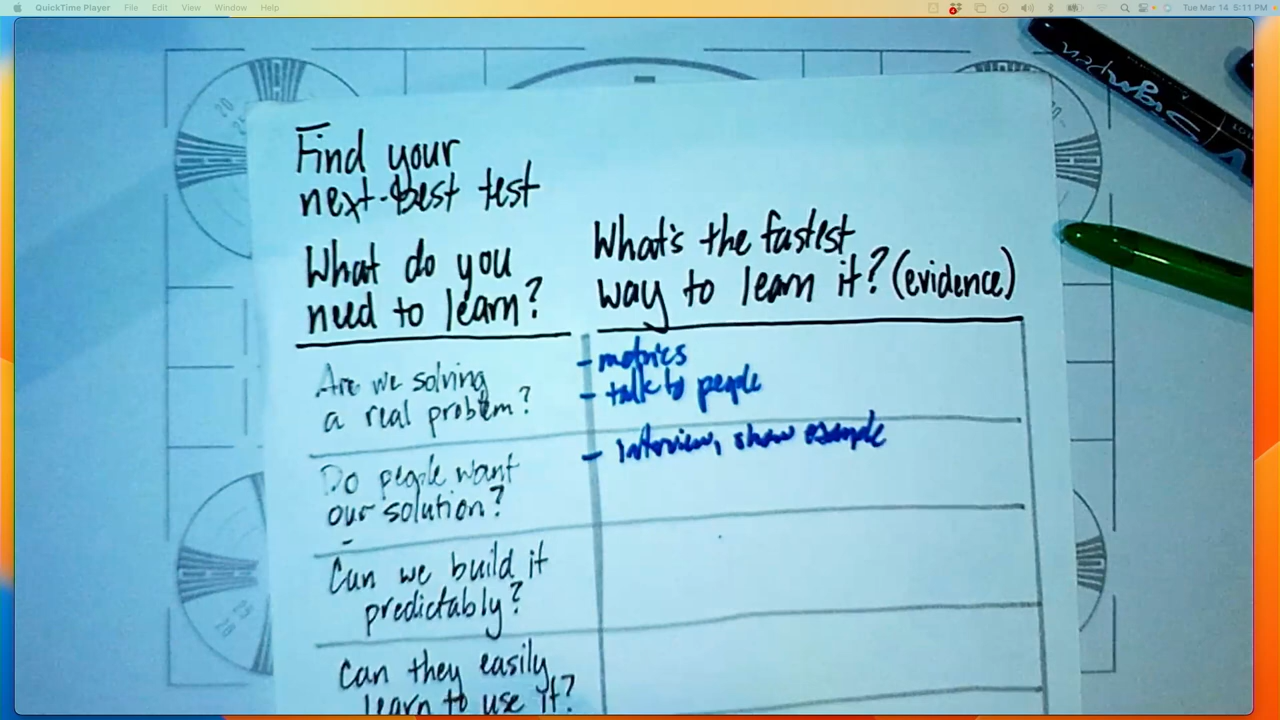 QuickTime Player File Edit View Window Help
Tue Mar 14 5:11 PM
Find your
next-best test
What do you
need to learn?
What's the fastest
way to learn it? (evidence)
Are we solving
a real problem?
- metrics
- talk to people
Do people want
our solution?
- Interview, show example
Can we build it
predictably?
Can they easily
learn to use it?
20
25